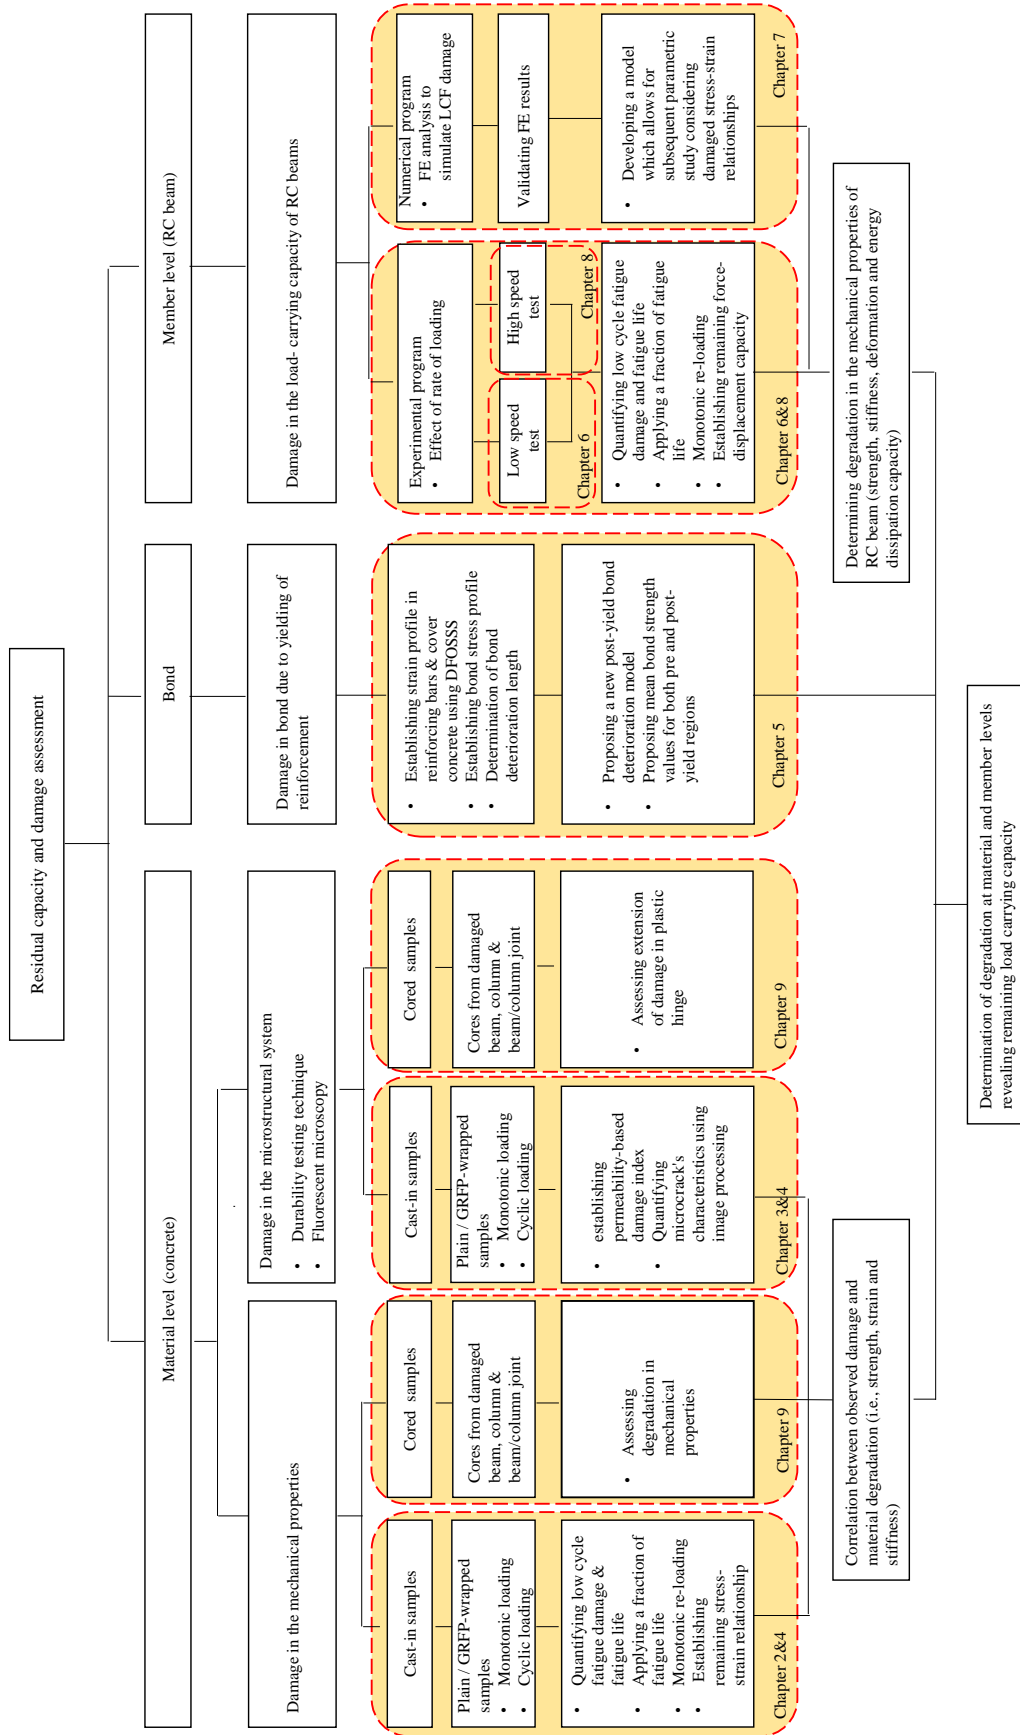 Residual capacity and damage assessment
Material level (concrete)
Bond
Member level (RC beam)
Damage in the mechanical properties
Damage in the microstructural system
• Durability testing technique
• Fluorescent microscopy
Damage in bond due to yielding of
reinforcement
Damage in the load- carrying capacity of RC beams
Cast-in samples
Plain / GRFP-wrapped
samples
• Monotonic loading
• Cyclic loading
• Quantifying low cycle
fatigue damage &
fatigue life
• Applying a fraction of
fatigue life
• Monotonic re-loading
• Establishing
remaining stress-
strain relationship
Chapter 2&4
Cored samples
Cores from damaged
beam, column &
beam/column joint
• Assessing
degradation in
mechanical
properties
Chapter 9
Cast-in samples
Plain / GRFP-wrapped
samples
• Monotonic loading
• Cyclic loading
• establishing
permeability-based
damage index
• Quantifying
microcrack's
characteristics using
image processing
Chapter 3&4
Cored samples
Cores from damaged
beam, column &
beam/column joint
• Assessing extension
of damage in plastic
hinge
Chapter 9
• Establishing strain profile in
reinforcing bars & cover
concrete using DFOSSS
• Establishing bond stress profile
• Determination of bond
deterioration length
• Proposing a new post-yield bond
deterioration model
• Proposing mean bond strength
values for both pre and post-
yield regions
Chapter 5
Experimental program
• Effect of rate of loading
Low speed
test
Chapter 6
High speed
test
Chapter 8
• Quantifying low cycle fatigue
damage and fatigue life
• Applying a fraction of fatigue
life
• Monotonic re-loading
• Establishing remaining force-
displacement capacity
Chapter 6&8
Numerical program
• FE analysis to
simulate LCF damage
Validating FE results
• Developing a model
which allows for
subsequent parametric
study considering
damaged stress-strain
relationships
Chapter 7
Correlation between observed damage and
material degradation (i.e., strength, strain and
stiffness)
Determining degradation in the mechanical properties of
RC beam (strength, stiffness, deformation and energy
dissipation capacity)
Determination of degradation at material and member levels
revealing remaining load carrying capacity